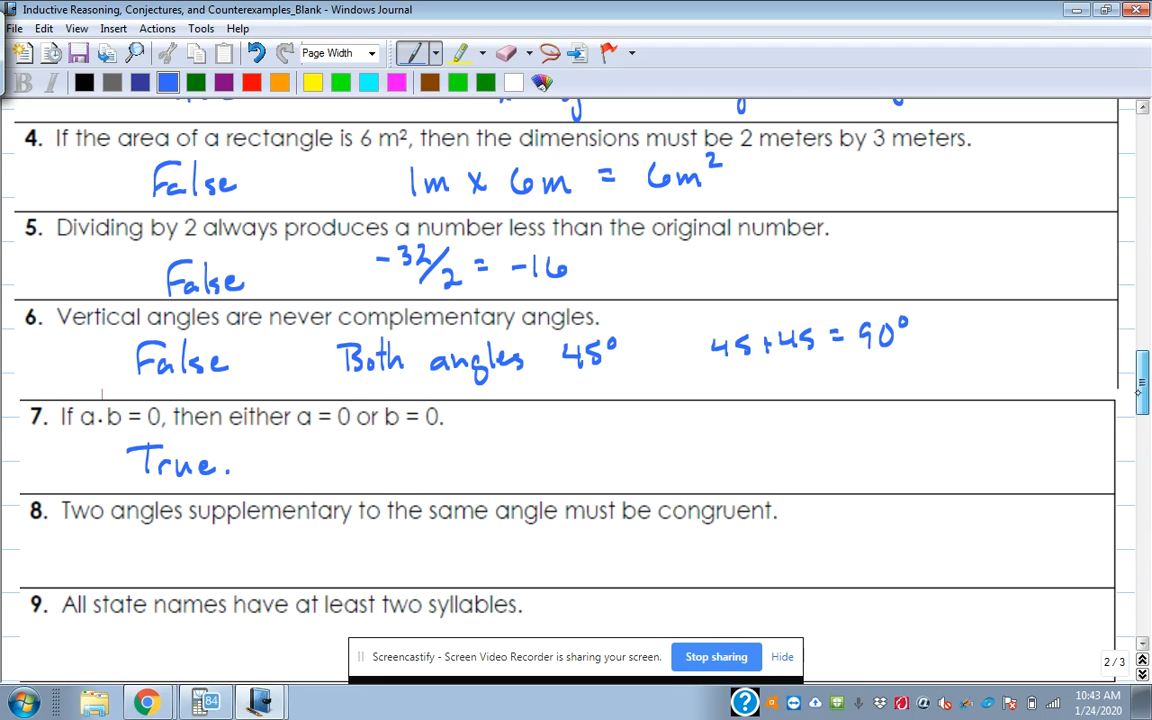 Inductive Reasoning, Conjectures, and Counterexamples_Blank - Windows Journal
File Edit View Insert Actions Tools Help
Page Width
B I
4. If the area of a rectangle is 6 m², then the dimensions must be 2 meters by 3 meters.
False 1m x 6m = 6m²
5. Dividing by 2 always produces a number less than the original number.
False -32/2 = -16
6. Vertical angles are never complementary angles.
False Both angles 45° 45+45 = 90°
7. If a·b = 0, then either a = 0 or b = 0.
True.
8. Two angles supplementary to the same angle must be congruent.
9. All state names have at least two syllables.
Screencastify - Screen Video Recorder is sharing your screen. Stop sharing Hide
2/3
84
10:43 AM
1/24/2020